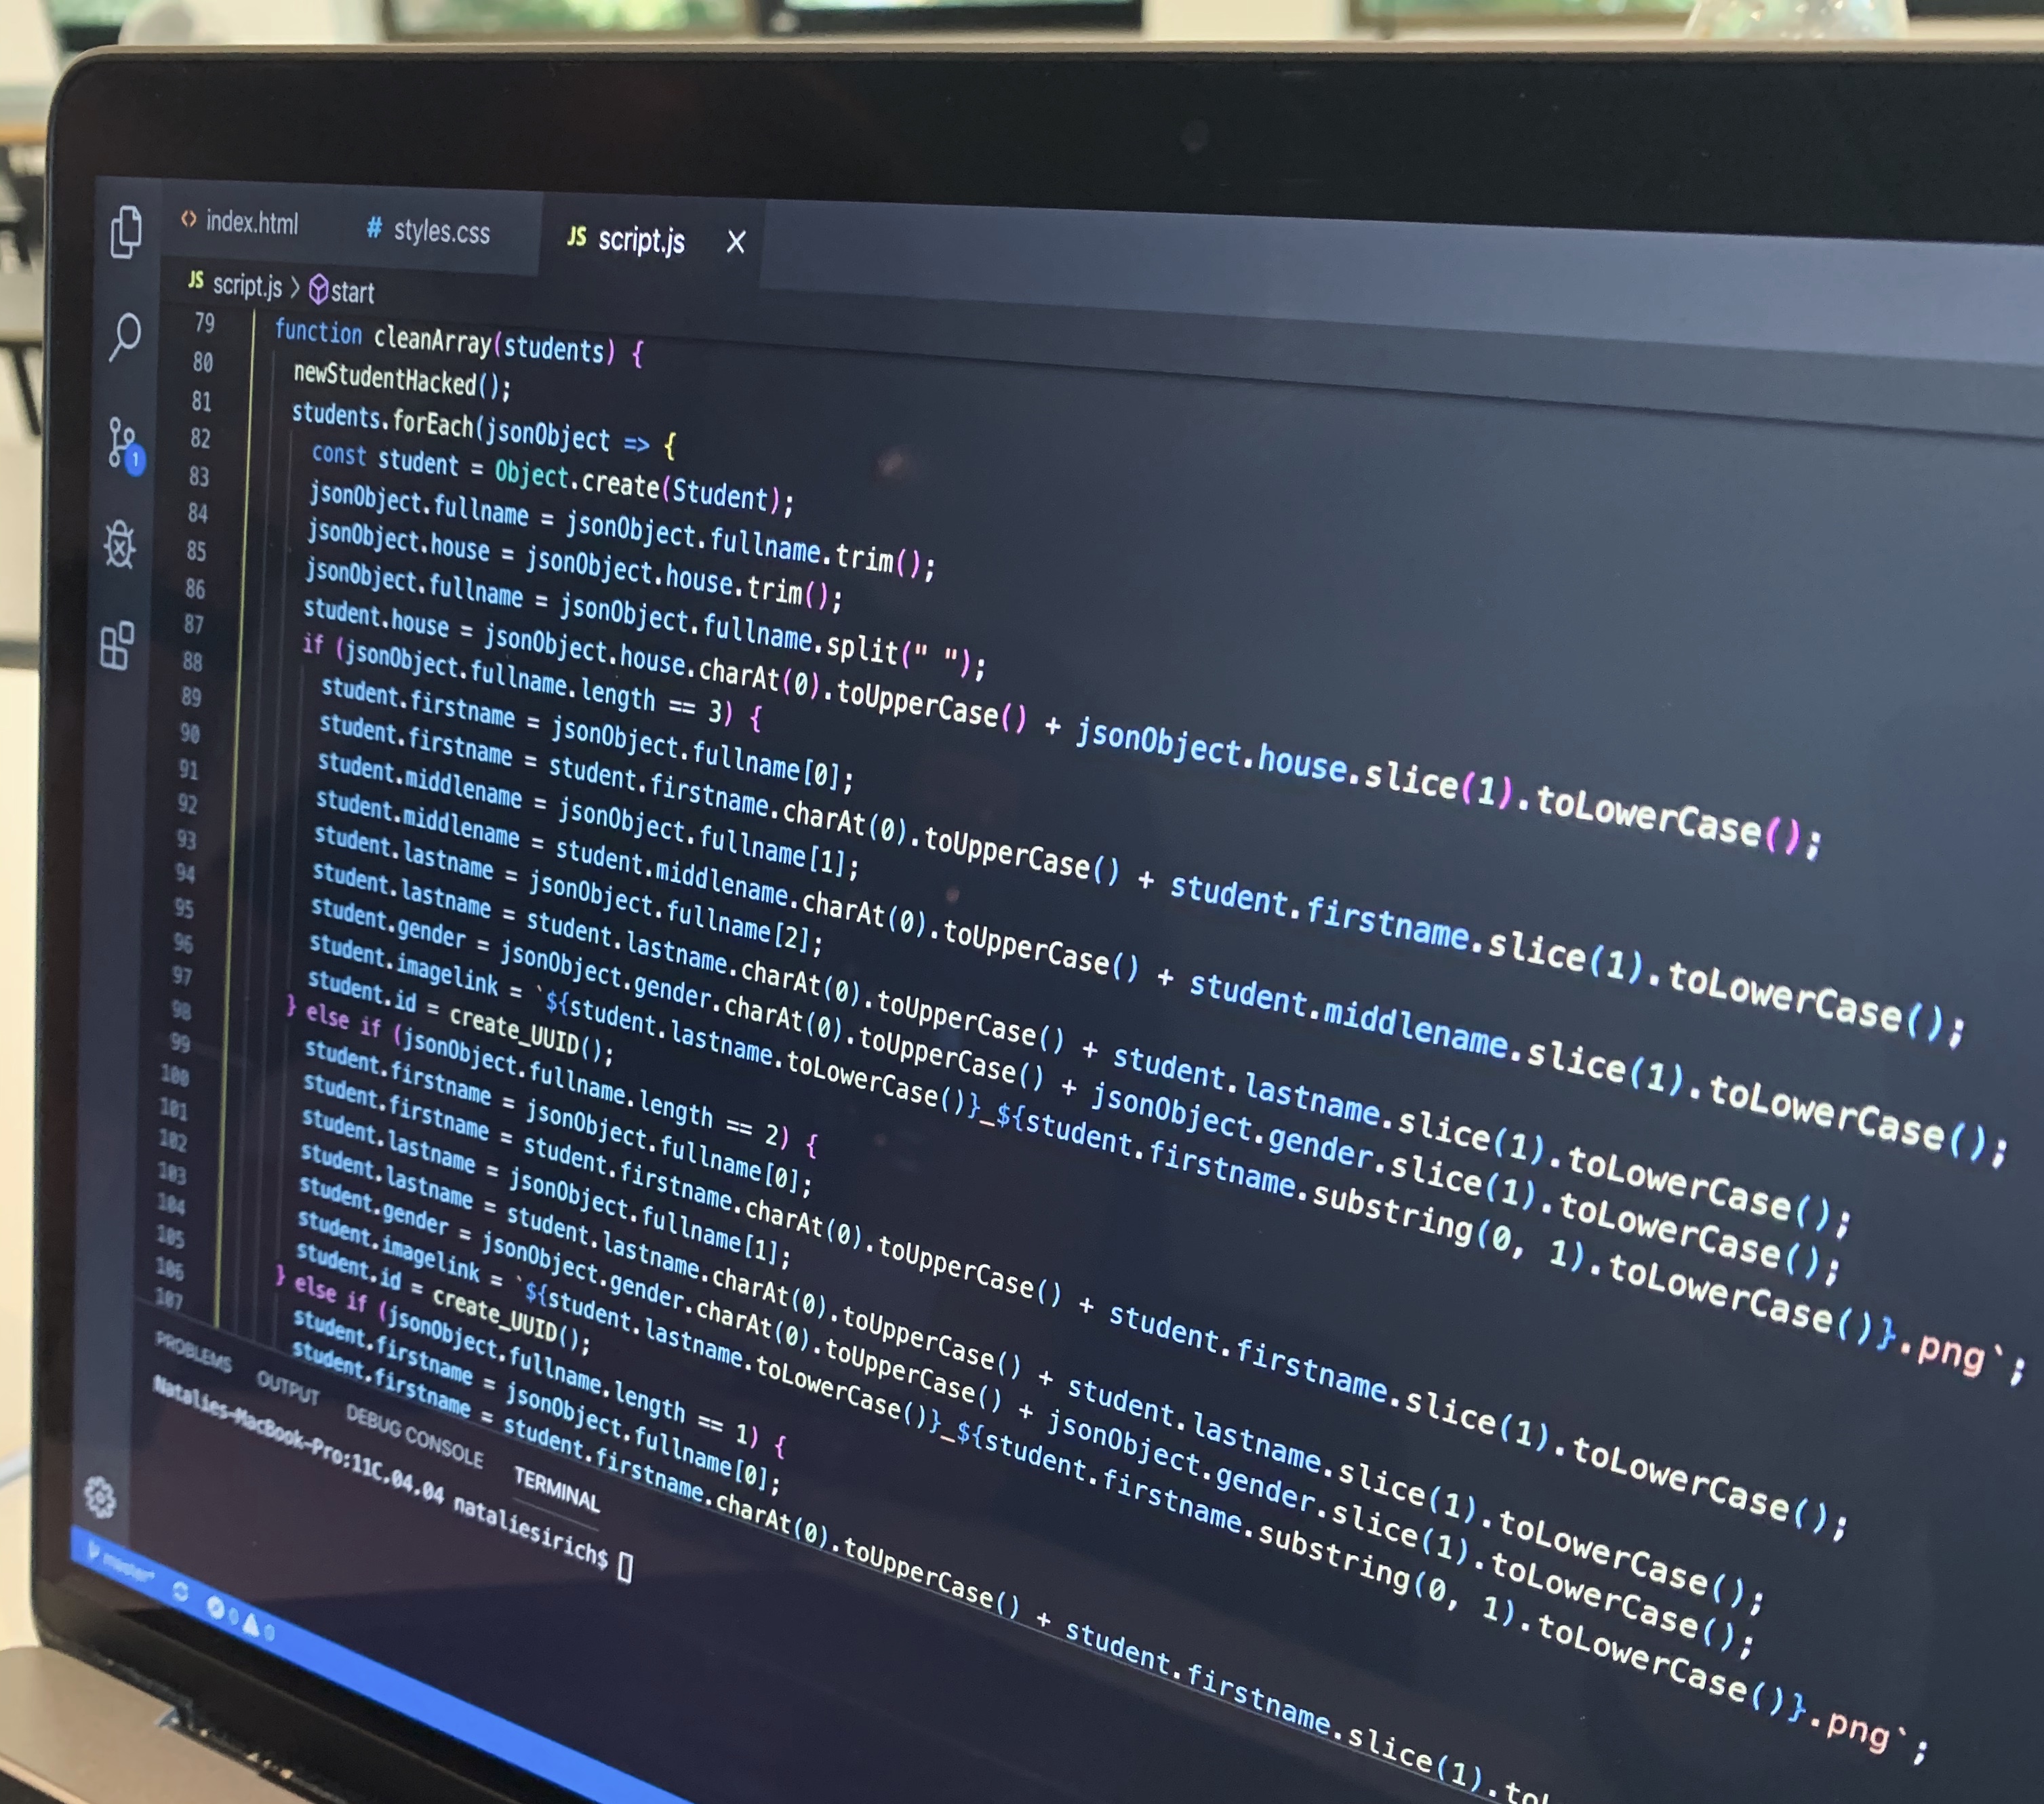 index.html
styles.css
JS script.js
JS script.js > start
79 function cleanArray(students) {
80 newStudentHacked();
81 students.forEach(jsonObject => {
82 const student = Object.create(Student);
83 jsonObject.fullname = jsonObject.fullname.trim();
84 jsonObject.house = jsonObject.house.trim();
85 jsonObject.fullname = jsonObject.fullname.split(" ");
86 student.house = jsonObject.house.charAt(0).toUpperCase() + jsonObject.house.slice(1).toLowerCase();
87 if (jsonObject.fullname.length == 3) {
88 student.firstname = jsonObject.fullname[0];
89 student.firstname = student.firstname.charAt(0).toUpperCase() + student.firstname.slice(1).toLowerCase();
90 student.middlename = jsonObject.fullname[1];
91 student.middlename = student.middlename.charAt(0).toUpperCase() + student.middlename.slice(1).toLowerCase();
92 student.lastname = jsonObject.fullname[2];
93 student.lastname = student.lastname.charAt(0).toUpperCase() + student.lastname.slice(1).toLowerCase();
94 student.gender = jsonObject.gender.charAt(0).toUpperCase() + jsonObject.gender.slice(1).toLowerCase();
95 student.imagelink = `${student.lastname.toLowerCase()}_${student.firstname.substring(0, 1).toLowerCase()}.png`;
96 student.id = create_UUID();
97 } else if (jsonObject.fullname.length == 2) {
98 student.firstname = jsonObject.fullname[0];
99 student.firstname = student.firstname.charAt(0).toUpperCase() + student.firstname.slice(1).toLowerCase();
100 student.lastname = jsonObject.fullname[1];
101 student.lastname = student.lastname.charAt(0).toUpperCase() + student.lastname.slice(1).toLowerCase();
102 student.gender = jsonObject.gender.charAt(0).toUpperCase() + jsonObject.gender.slice(1).toLowerCase();
103 student.imagelink = `${student.lastname.toLowerCase()}_${student.firstname.substring(0, 1).toLowerCase()}.png`;
104 student.id = create_UUID();
105 } else if (jsonObject.fullname.length == 1) {
106 student.firstname = jsonObject.fullname[0];
107 student.firstname = student.firstname.charAt(0).toUpperCase() + student.firstname.slice(1).toL
PROBLEMS OUTPUT DEBUG CONSOLE TERMINAL
Natalies-MacBook-Pro:11C.04.04 nataliesirich$
master* 0 0
1